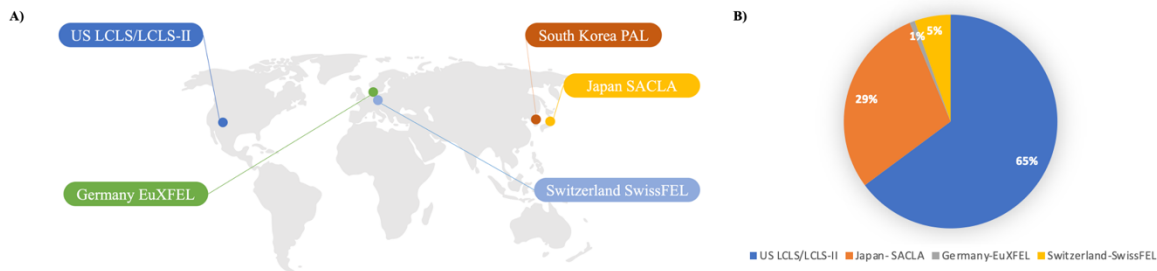 A)
US LCLS/LCLS-II
South Korea PAL
Japan SACLA
Germany EuXFEL
Switzerland SwissFEL
B)
5%
1%
29%
65%
US LCLS/LCLS-II
Japan- SACLA
Germany-EuXFEL
Switzerland-SwissFEL